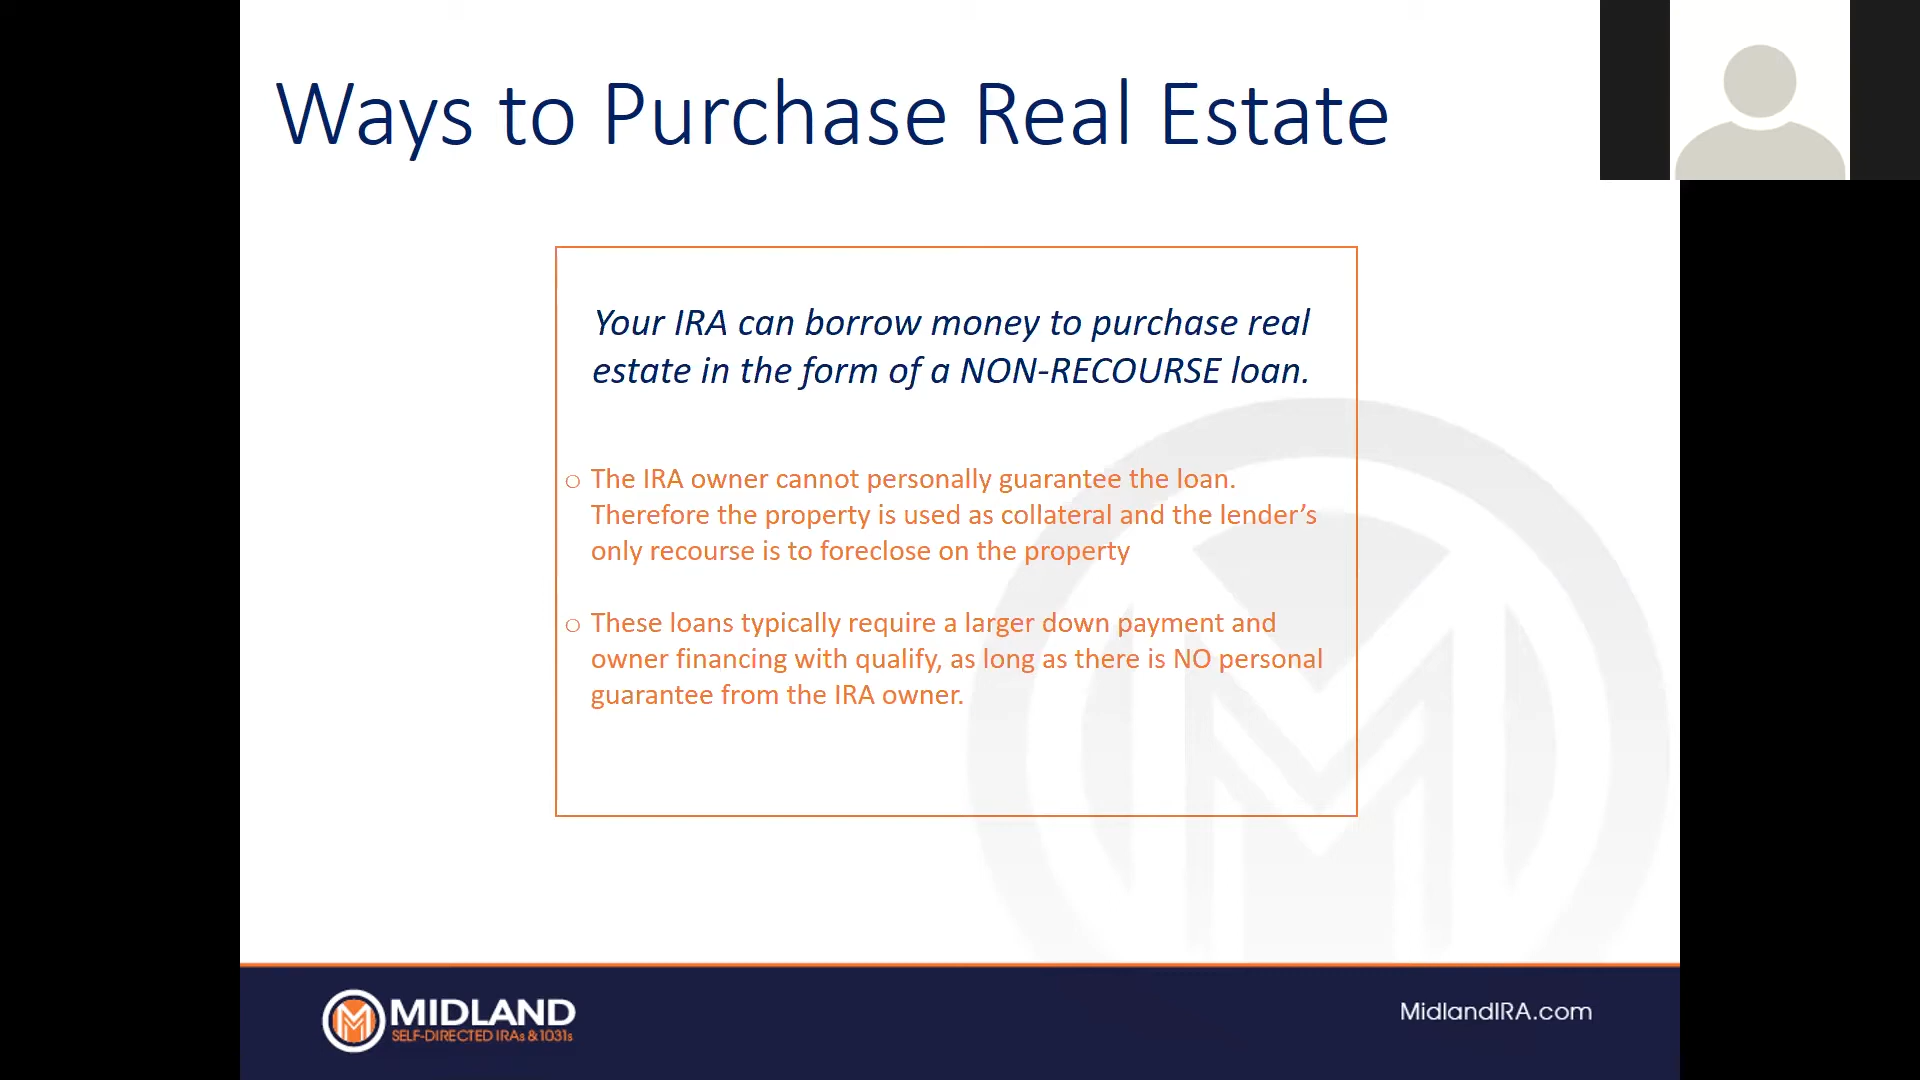 Ways to Purchase Real Estate
Your IRA can borrow money to purchase real
estate in the form of a NON-RECOURSE loan.
○ The IRA owner cannot personally guarantee the loan.
Therefore the property is used as collateral and the lender’s
only recourse is to foreclose on the property
○ These loans typically require a larger down payment and
owner financing with qualify, as long as there is NO personal
guarantee from the IRA owner.
MIDLAND
SELF-DIRECTED IRAs & 1031s
MidlandIRA.com